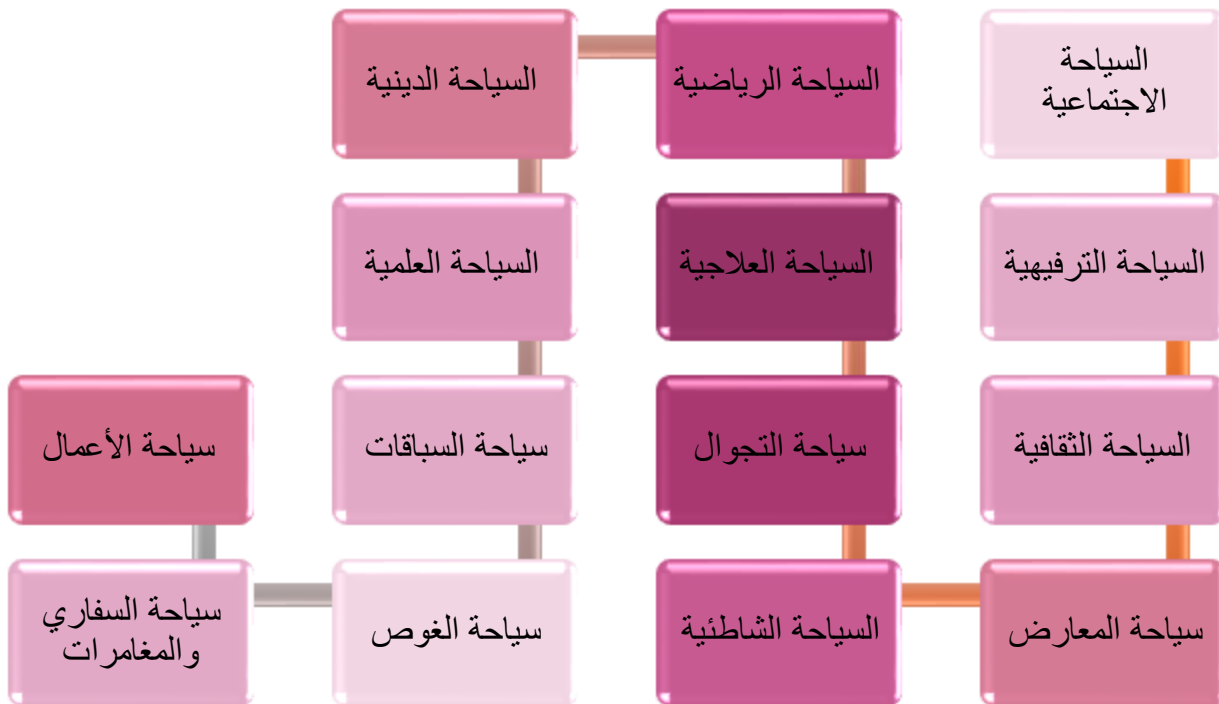 السياحة
الاجتماعية
السياحة الترفيهية
السياحة الثقافية
سياحة المعارض
السياحة الشاطئية
سياحة التجوال
السياحة العلاجية
السياحة الرياضية
السياحة الدينية
السياحة العلمية
سياحة السباقات
سياحة الغوص
سياحة السفاري
والمغامرات
سياحة الأعمال